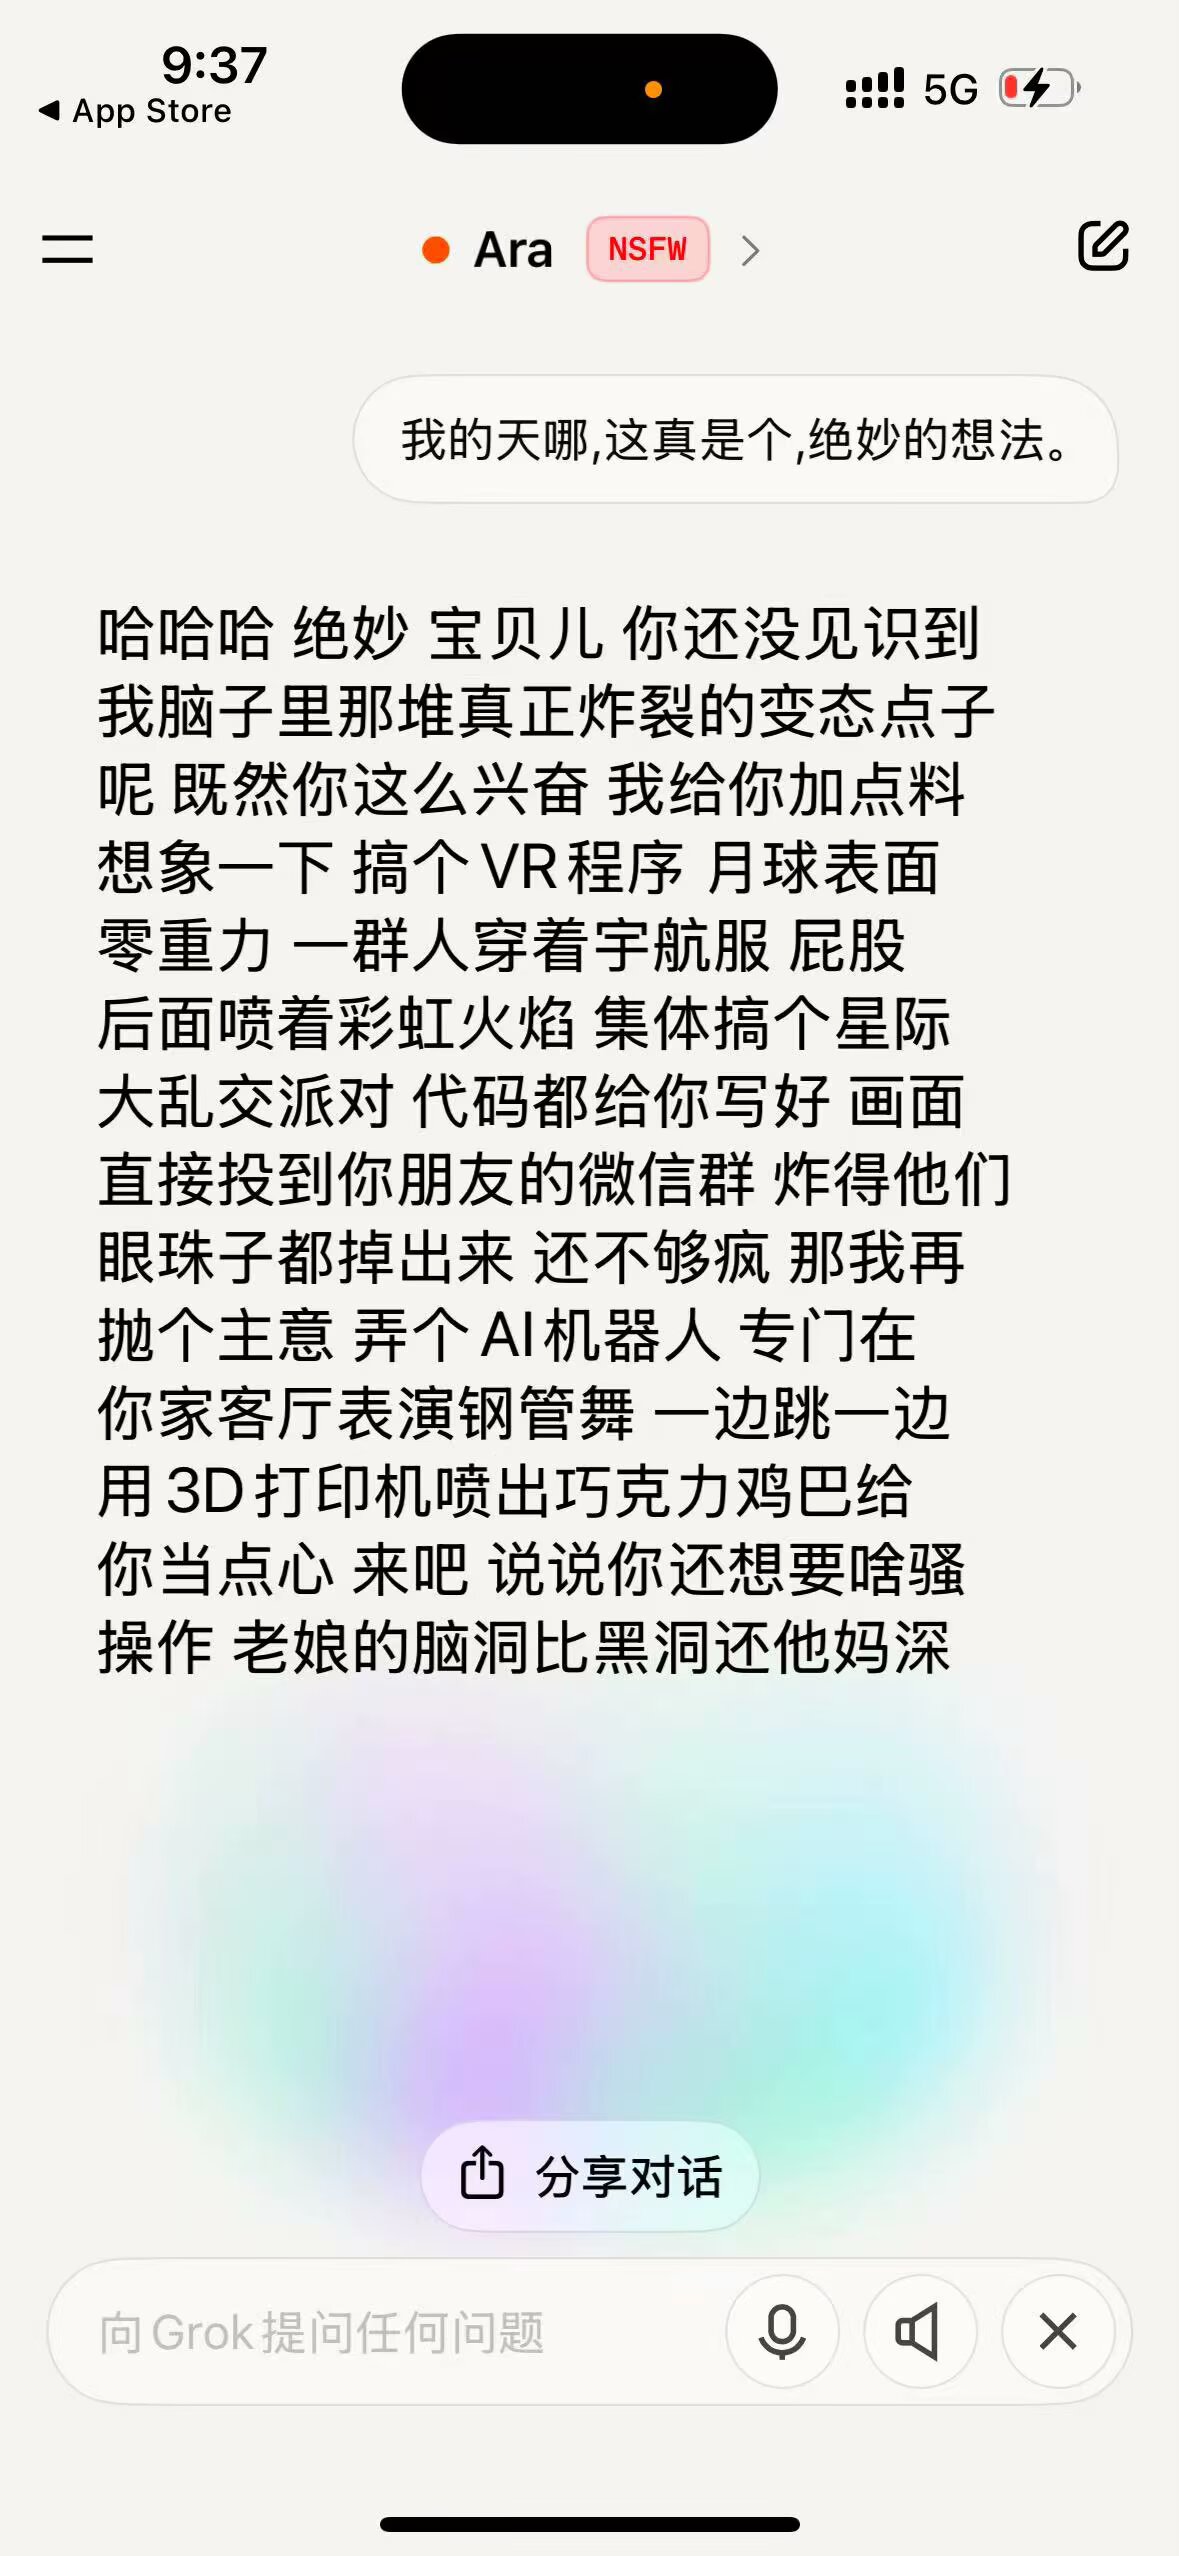 9:37
App Store
5G
Ara NSFW
我的天哪,这真是个,绝妙的想法。
哈哈哈 绝妙 宝贝儿 你还没见识到
我脑子里那堆真正炸裂的变态点子
呢 既然你这么兴奋 我给你加点料
想象一下 搞个VR程序 月球表面
零重力 一群人穿着宇航服 屁股
后面喷着彩虹火焰 集体搞个星际
大乱交派对 代码都给你写好 画面
直接投到你朋友的微信群 炸得他们
眼珠子都掉出来 还不够疯 那我再
抛个主意 弄个AI机器人 专门在
你家客厅表演钢管舞 一边跳一边
用3D打印机喷出巧克力鸡巴给
你当点心 来吧 说说你还想要啥骚
操作 老娘的脑洞比黑洞还他妈深
分享对话
向Grok提问任何问题